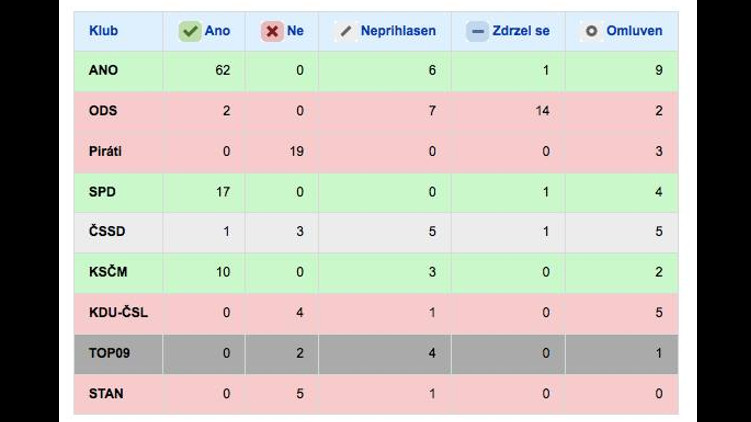 Klub Ano Ne Neprihlasen Zdrzel se Omluven
ANO 62 0 6 1 9
ODS 2 0 7 14 2
Piráti 0 19 0 0 3
SPD 17 0 0 1 4
ČSSD 1 3 5 1 5
KSČM 10 0 3 0 2
KDU-ČSL 0 4 1 0 5
TOP09 0 2 4 0 1
STAN 0 5 1 0 0